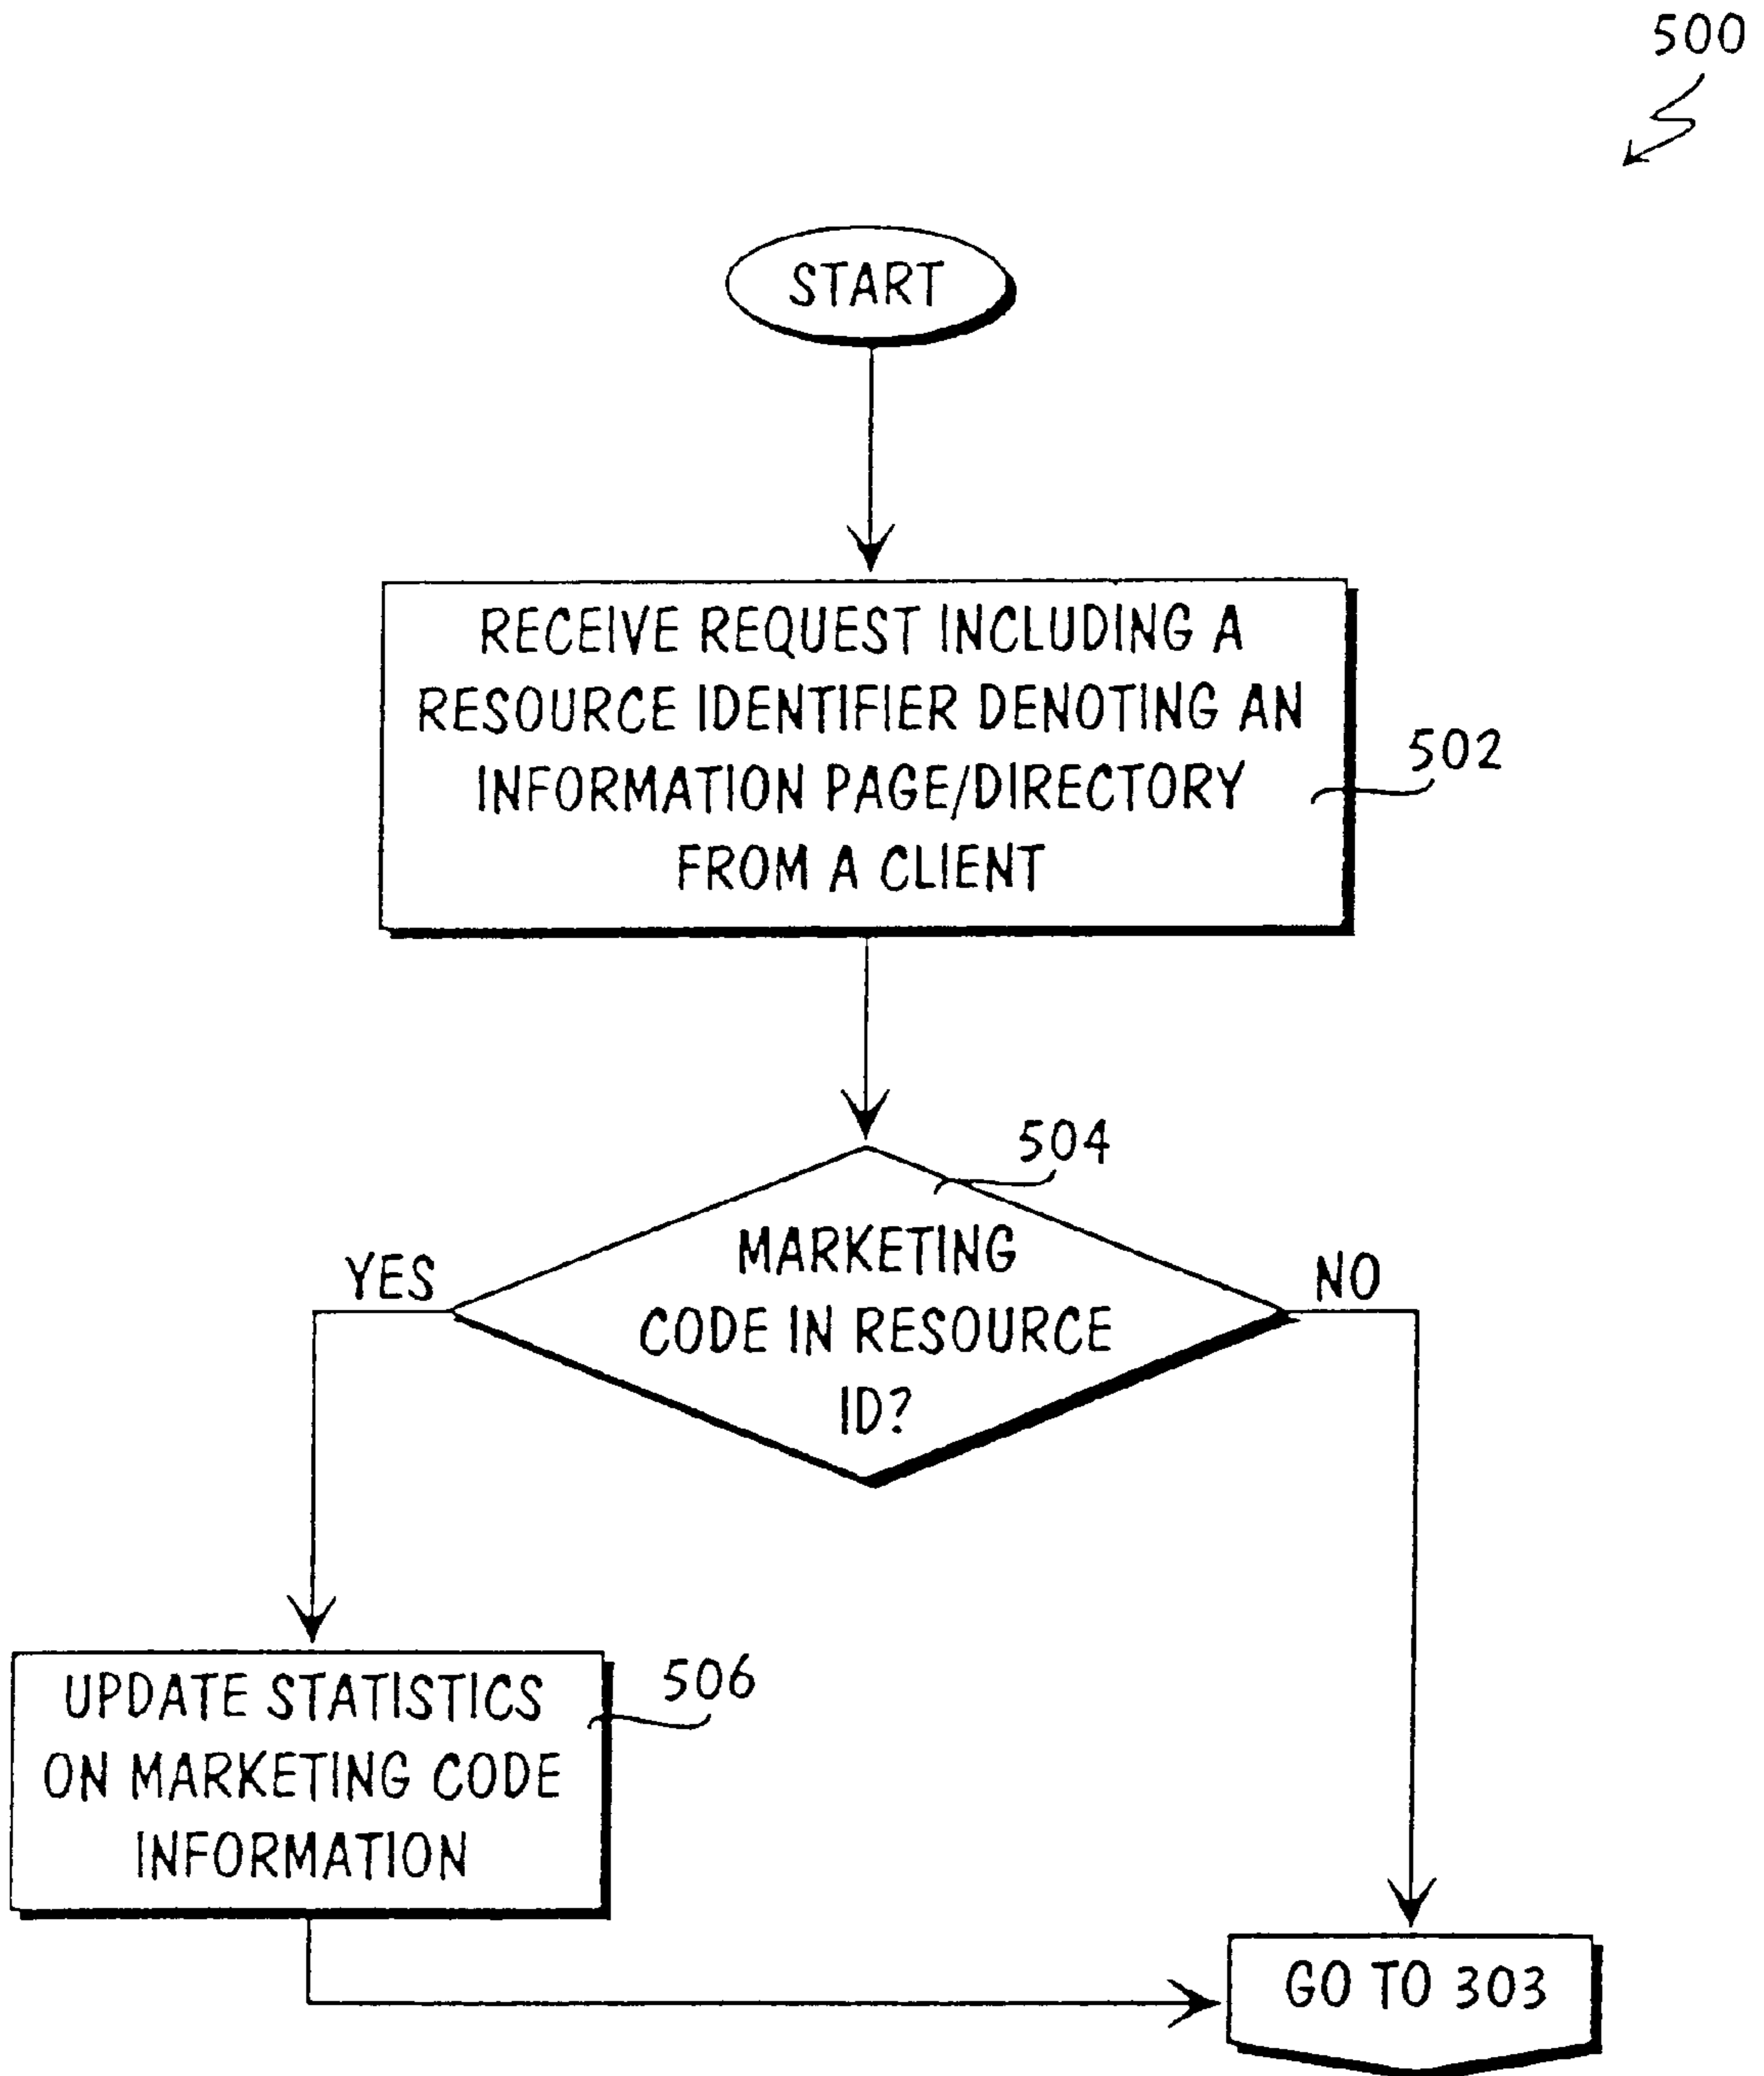 500
START
RECEIVE REQUEST INCLUDING A
RESOURCE IDENTIFIER DENOTING AN
INFORMATION PAGE/DIRECTORY
FROM A CLIENT
502
504
MARKETING
CODE IN RESOURCE
ID?
YES
NO
UPDATE STATISTICS
ON MARKETING CODE
INFORMATION
506
GO TO 303